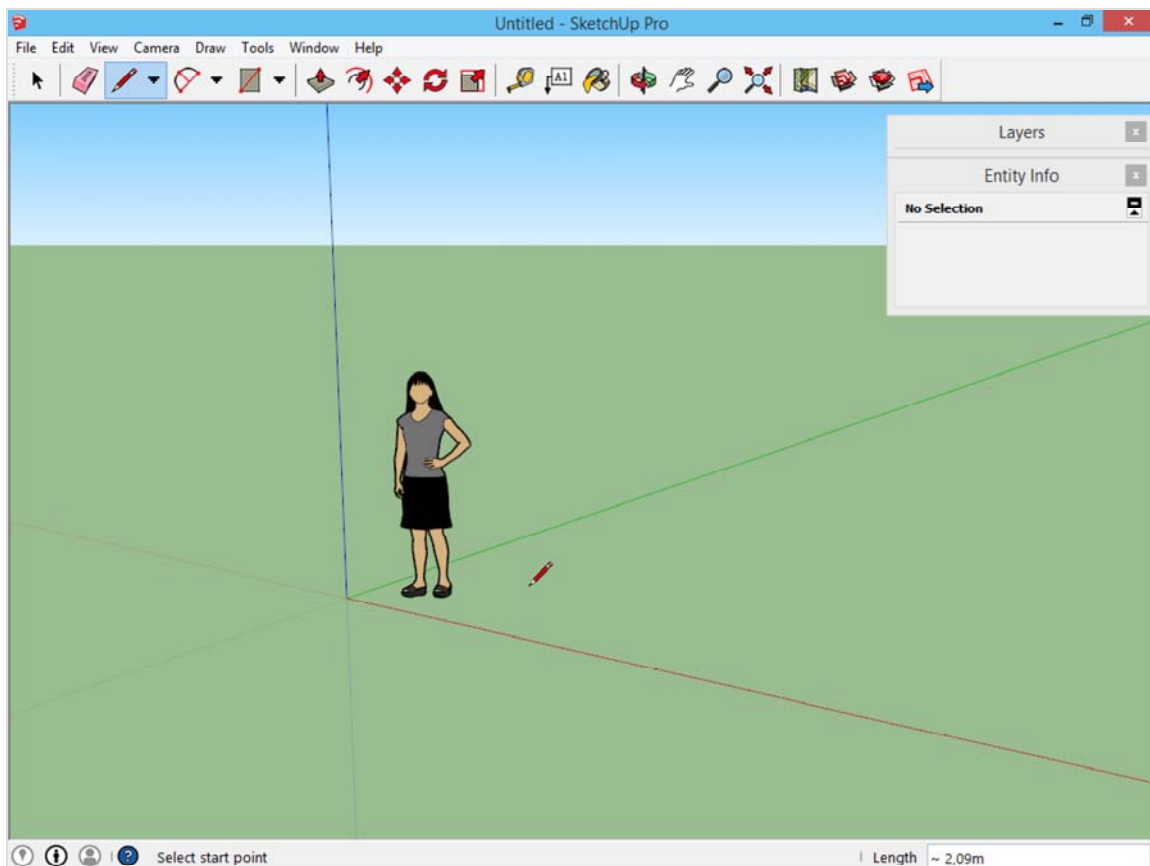 Untitled - SketchUp Pro
File Edit View Camera Draw Tools Window Help
A1
Layers
Entity Info
No Selection
Select start point
Length ~ 2,09m